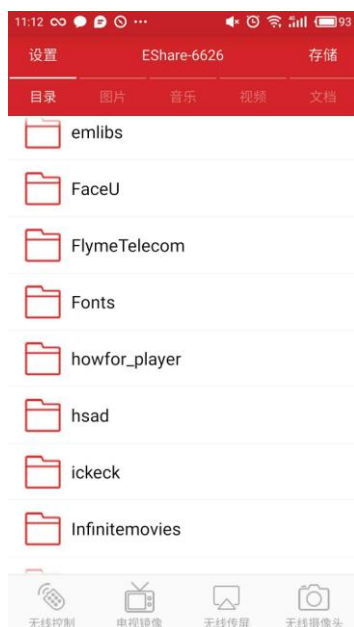 11:12 93
设置 EShare-6626 存储
目录 图片 音乐 视频 文档
emlibs
FaceU
FlymeTelecom
Fonts
howfor_player
hsad
ickeck
Infinitemovies
无线控制 电视镜像 无线传屏 无线摄像头